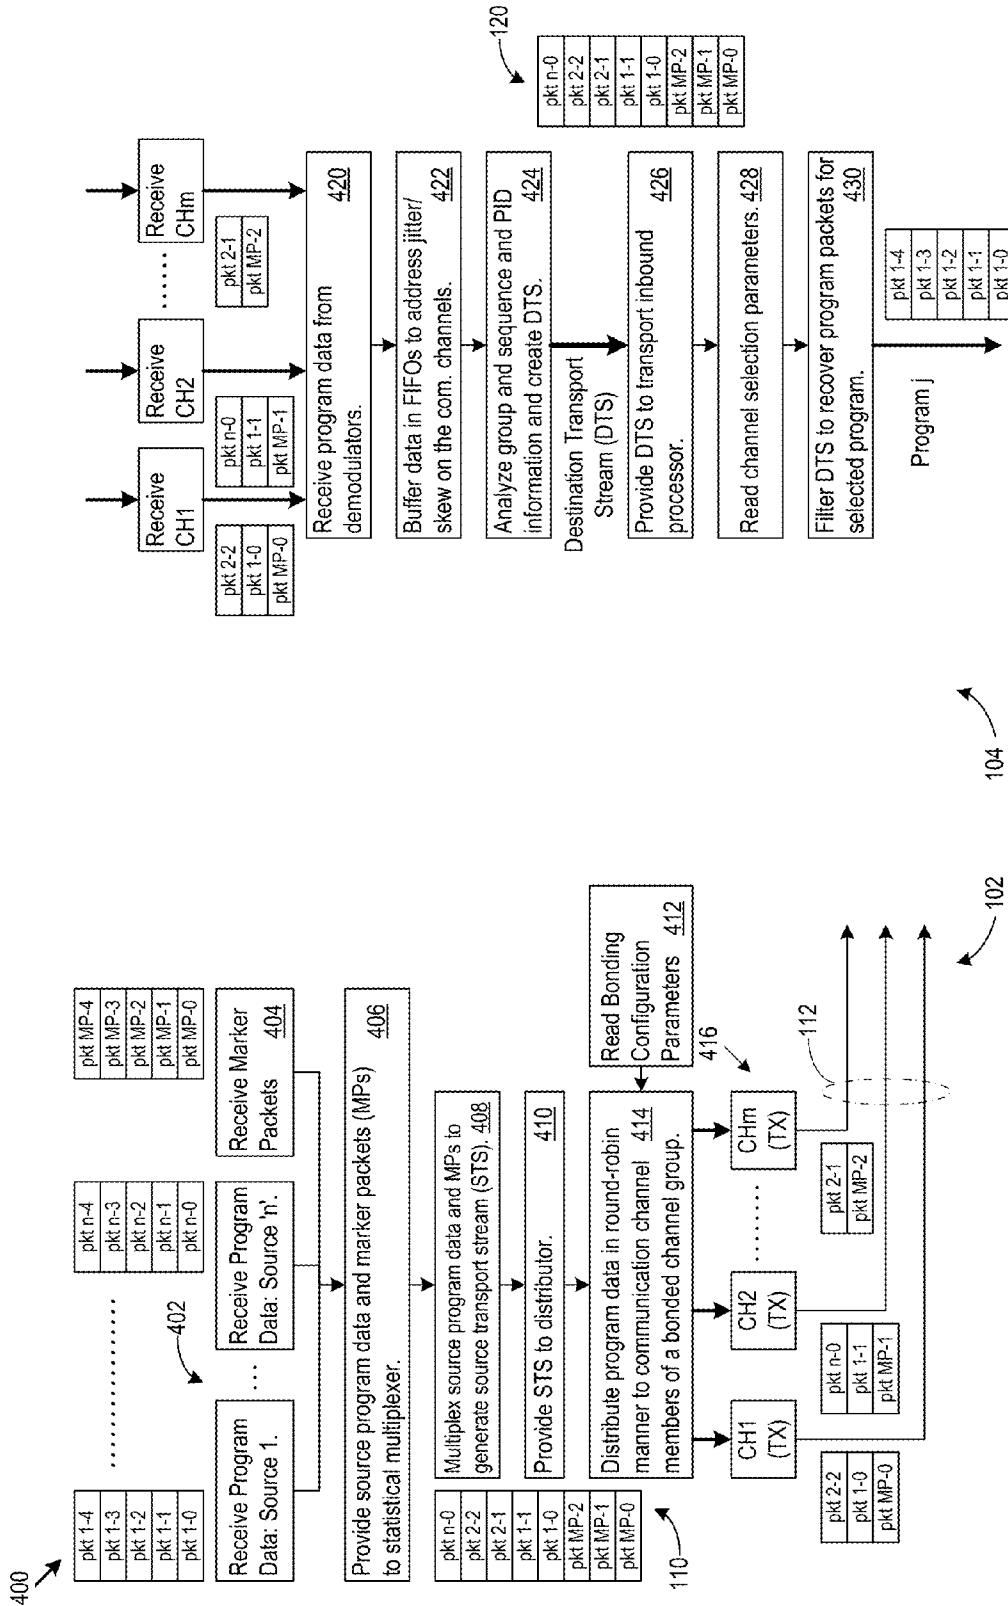 400
pkt 1-4
pkt 1-3
pkt 1-2
pkt 1-1
pkt 1-0
pkt n-4
pkt n-3
pkt n-2
pkt n-1
pkt n-0
pkt MP-4
pkt MP-3
pkt MP-2
pkt MP-1
pkt MP-0
402
Receive Program
Data: Source 1.
Receive Program
Data: Source 'n'.
Receive Marker
Packets 404
Provide source program data and marker packets (MPs)
to statistical multiplexer. 406
Multiplex source program data and MPs to
generate source transport stream (STS). 408
pkt n-0
pkt 2-2
pkt 2-1
pkt 1-1
pkt 1-0
pkt MP-2
pkt MP-1
pkt MP-0
110
Provide STS to distributor. 410
Distribute program data in round-robin
manner to communication channel 414
members of a bonded channel group.
Read Bonding
Configuration
Parameters 412
416
CH1
(TX)
CH2
(TX)
CHm
(TX)
pkt 2-2
pkt 1-0
pkt MP-0
pkt n-0
pkt 1-1
pkt MP-1
pkt 2-1
pkt MP-2
112
102
Receive
CH1
Receive
CH2
Receive
CHm
pkt 2-2
pkt 1-0
pkt MP-0
pkt n-0
pkt 1-1
pkt MP-1
pkt 2-1
pkt MP-2
Receive program data from
demodulators. 420
Buffer data in FIFOs to address jitter/
skew on the com. channels. 422
Analyze group and sequence and PID
information and create DTS. 424
Destination Transport
Stream (DTS)
120
pkt n-0
pkt 2-2
pkt 2-1
pkt 1-1
pkt 1-0
pkt MP-2
pkt MP-1
pkt MP-0
Provide DTS to transport inbound
processor. 426
Read channel selection parameters. 428
Filter DTS to recover program packets for
selected program. 430
Program j
pkt 1-4
pkt 1-3
pkt 1-2
pkt 1-1
pkt 1-0
104